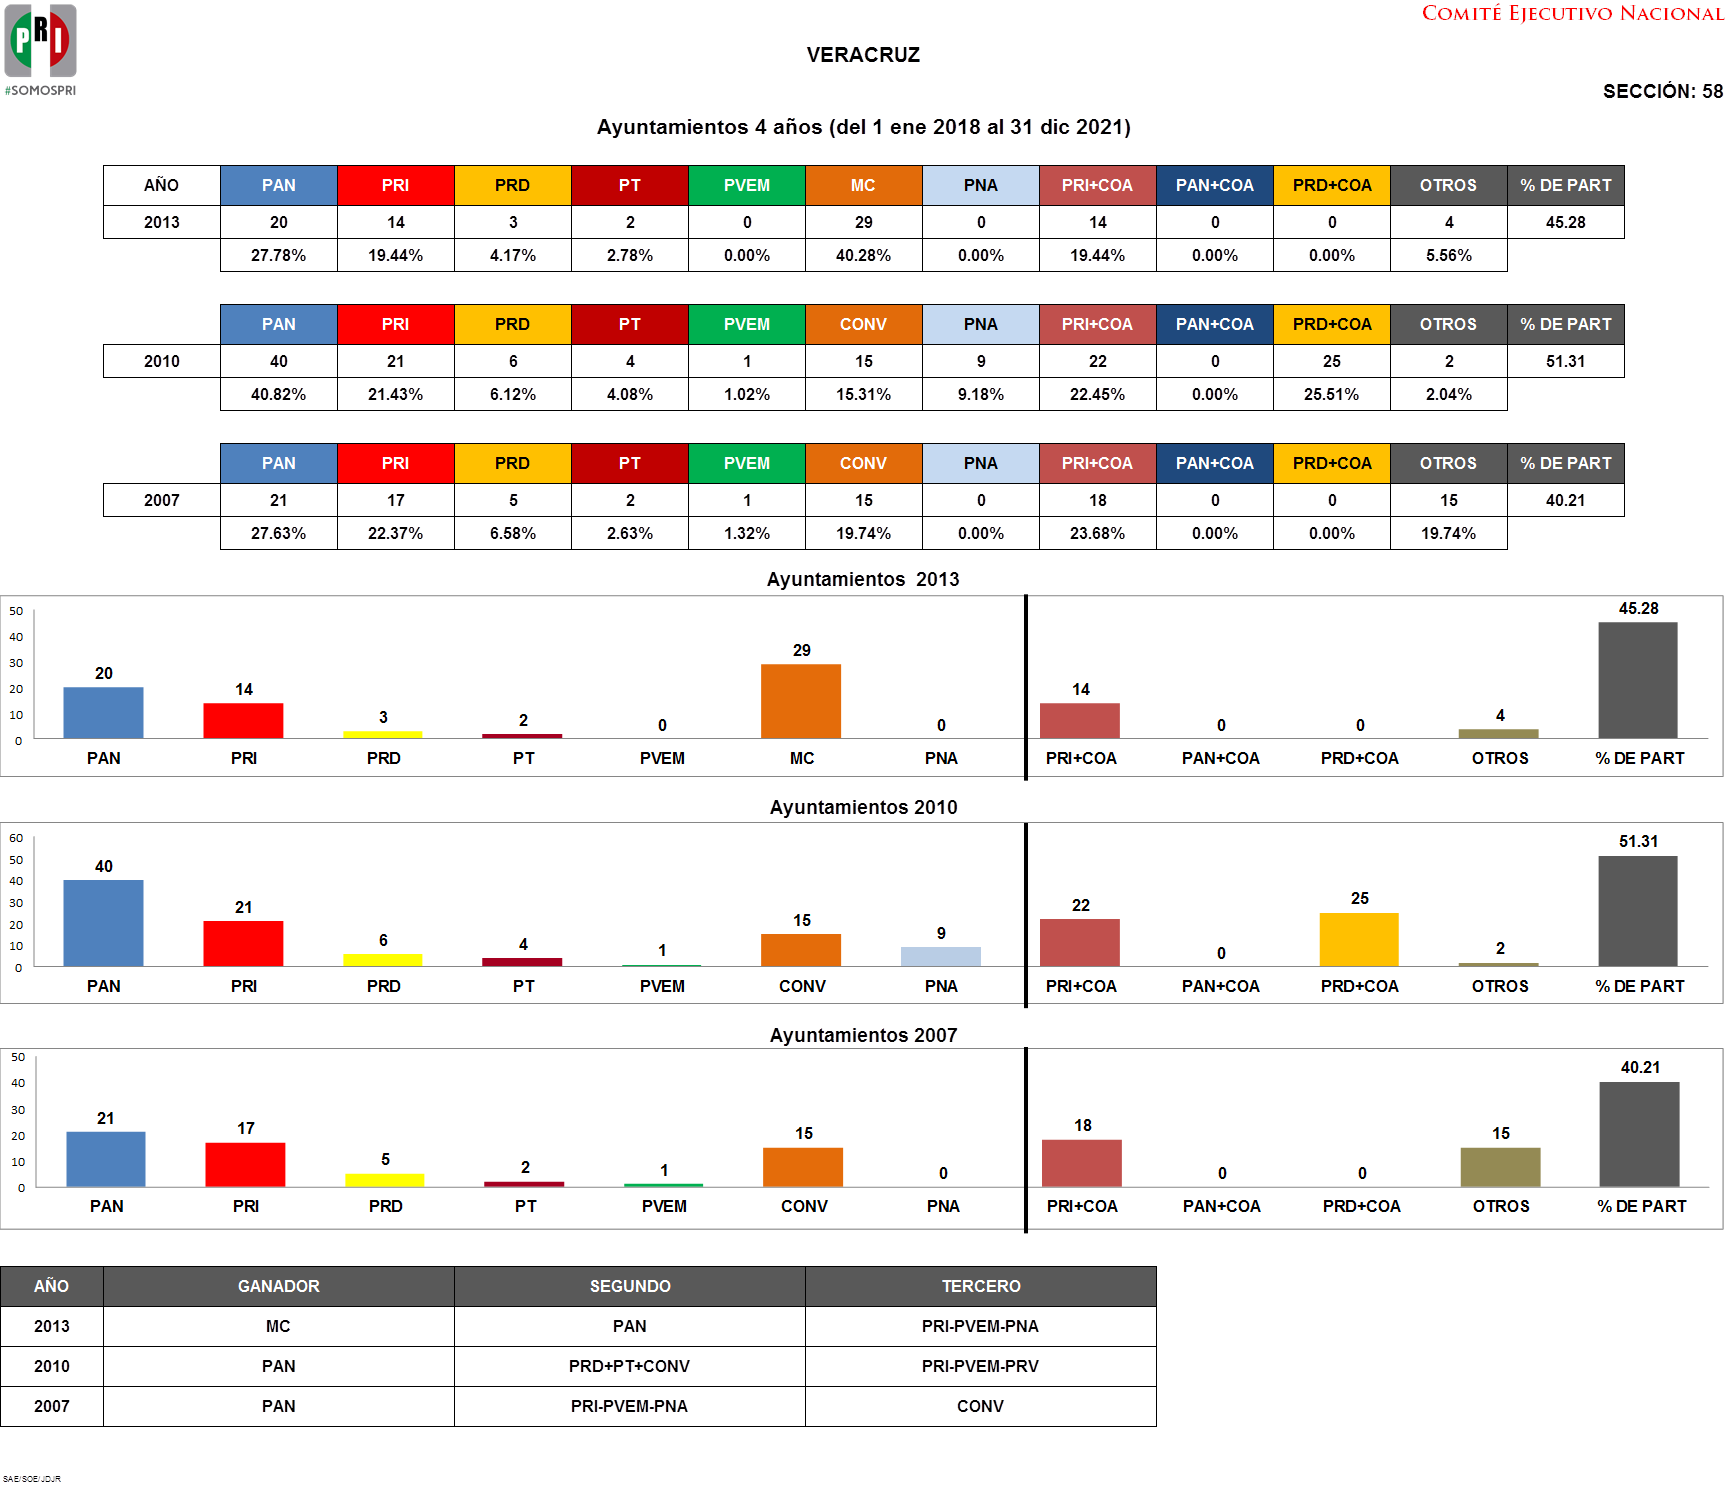 PRI
#SOMOSPRI
COMITÉ EJECUTIVO NACIONAL
VERACRUZ
SECCIÓN: 58
Ayuntamientos 4 años (del 1 ene 2018 al 31 dic 2021)
AÑO PAN PRI PRD PT PVEM MC PNA PRI+COA PAN+COA PRD+COA OTROS % DE PART
2013 20 14 3 2 0 29 0 14 0 0 4 45.28
27.78% 19.44% 4.17% 2.78% 0.00% 40.28% 0.00% 19.44% 0.00% 0.00% 5.56%
PAN PRI PRD PT PVEM CONV PNA PRI+COA PAN+COA PRD+COA OTROS % DE PART
2010 40 21 6 4 1 15 9 22 0 25 2 51.31
40.82% 21.43% 6.12% 4.08% 1.02% 15.31% 9.18% 22.45% 0.00% 25.51% 2.04%
PAN PRI PRD PT PVEM CONV PNA PRI+COA PAN+COA PRD+COA OTROS % DE PART
2007 21 17 5 2 1 15 0 18 0 0 15 40.21
27.63% 22.37% 6.58% 2.63% 1.32% 19.74% 0.00% 23.68% 0.00% 0.00% 19.74%
Ayuntamientos 2013
50
40
30
20
10
0
20 14 3 2 0 29 0 14 0 0 4 45.28
PAN PRI PRD PT PVEM MC PNA PRI+COA PAN+COA PRD+COA OTROS % DE PART
Ayuntamientos 2010
60
50
40
30
20
10
0
40 21 6 4 1 15 9 22 0 25 2 51.31
PAN PRI PRD PT PVEM CONV PNA PRI+COA PAN+COA PRD+COA OTROS % DE PART
Ayuntamientos 2007
50
40
30
20
10
0
21 17 5 2 1 15 0 18 0 0 15 40.21
PAN PRI PRD PT PVEM CONV PNA PRI+COA PAN+COA PRD+COA OTROS % DE PART
AÑO GANADOR SEGUNDO TERCERO
2013 MC PAN PRI-PVEM-PNA
2010 PAN PRD+PT+CONV PRI-PVEM-PRV
2007 PAN PRI-PVEM-PNA CONV
SAE/SOE/JDJR